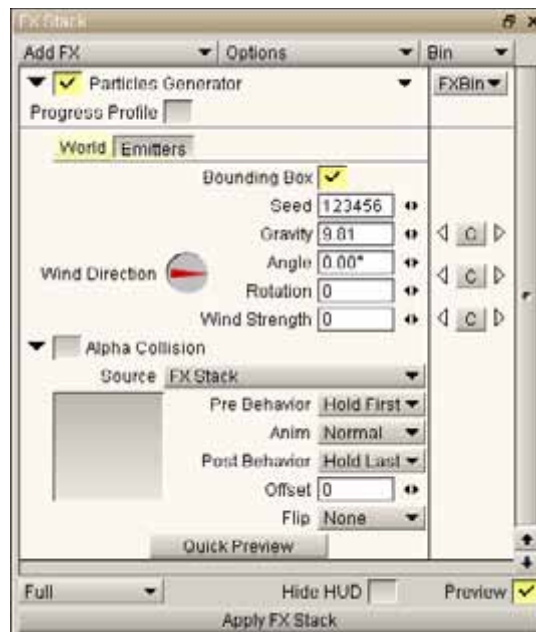 FX Stack
Add FX Options Bin
Particles Generator FXBin
Progress Profile
World Emitters
Bounding Box
Seed 123456
Gravity 9.81 C
Wind Direction Angle 0.00° C
Rotation 0
Wind Strength 0 C
Alpha Collision
Source FX Stack
Pre Behavior Hold First
Anim Normal
Post Behavior Hold Last
Offset 0
Flip None
Quick Preview
Full Hide HUD Preview
Apply FX Stack